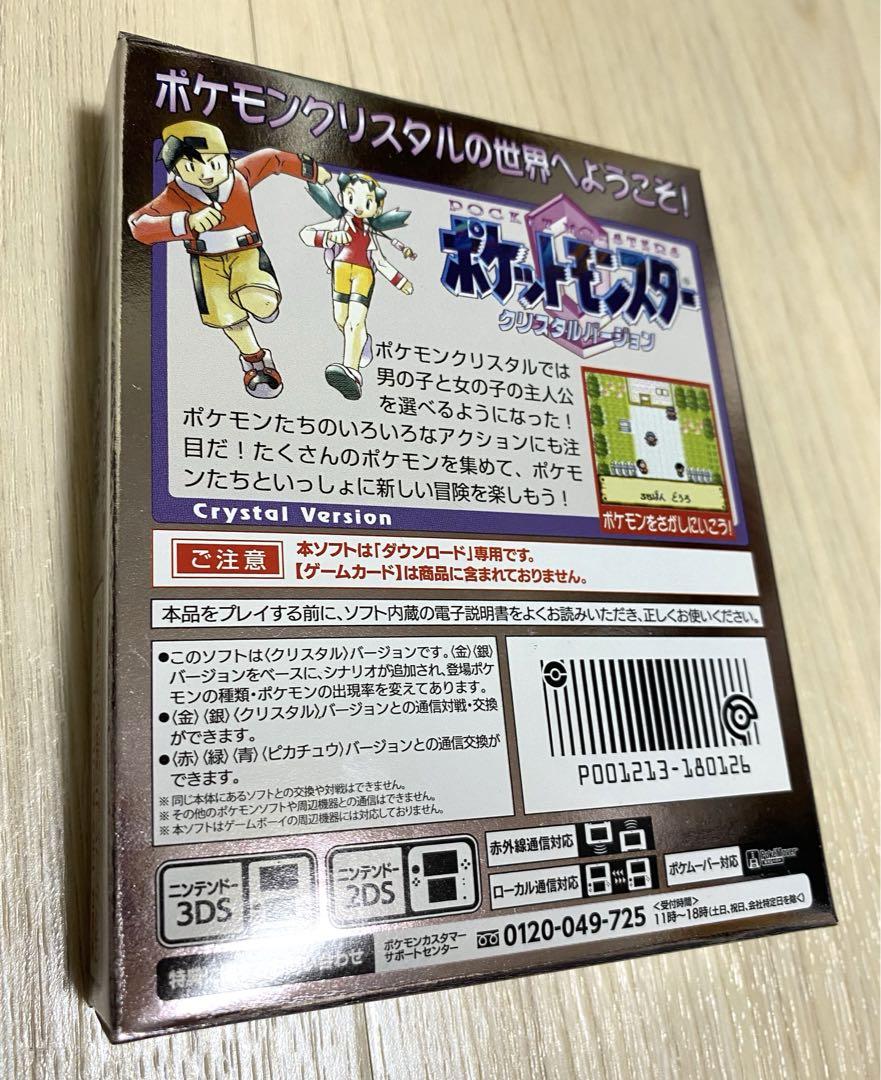 ポケモンクリスタルの世界へようこそ!
ポケットモンスター
クリスタルバージョン
ポケモンクリスタルでは
男の子と女の子の主人公
を選べるようになった!
ポケモンたちのいろいろなアクションにも注
目だ!たくさんのポケモンを集めて、ポケモ
ンたちといっしょに新しい冒険を楽しもう!
ポケモンをさがしにいこう!
Crystal Version
ご注意
本ソフトは「ダウンロード」専用です。
【ゲームカード】は商品に含まれておりません。
本品をプレイする前に、ソフト内蔵の電子説明書をよくお読みいただき、正しくお使いください。
●このソフトは〈クリスタル〉バージョンです。〈金〉〈銀〉
バージョンをベースに、シナリオが追加され、登場ポケ
モンの種類・ポケモンの出現率を変えてあります。
●〈金〉〈銀〉〈クリスタル〉バージョンとの通信対戦・交換
ができます。
●〈赤〉〈緑〉〈青〉〈ピカチュウ〉バージョンとの通信交換が
できます。
※同じ本体にあるソフトとの交換や対戦はできません。
※その他のポケモンソフトや周辺機器との通信はできません。
※本ソフトはゲームボーイの周辺機器には対応しておりません。
P001213-180126
ニンテンドー
3DS
ニンテンドー
2DS
赤外線通信対応
ローカル通信対応
ポケムーバー対応
ポケモンカスタマー
サポートセンター
0120-049-725
<受付時間>
11時〜18時(土日、祝日、会社特定日を除く)